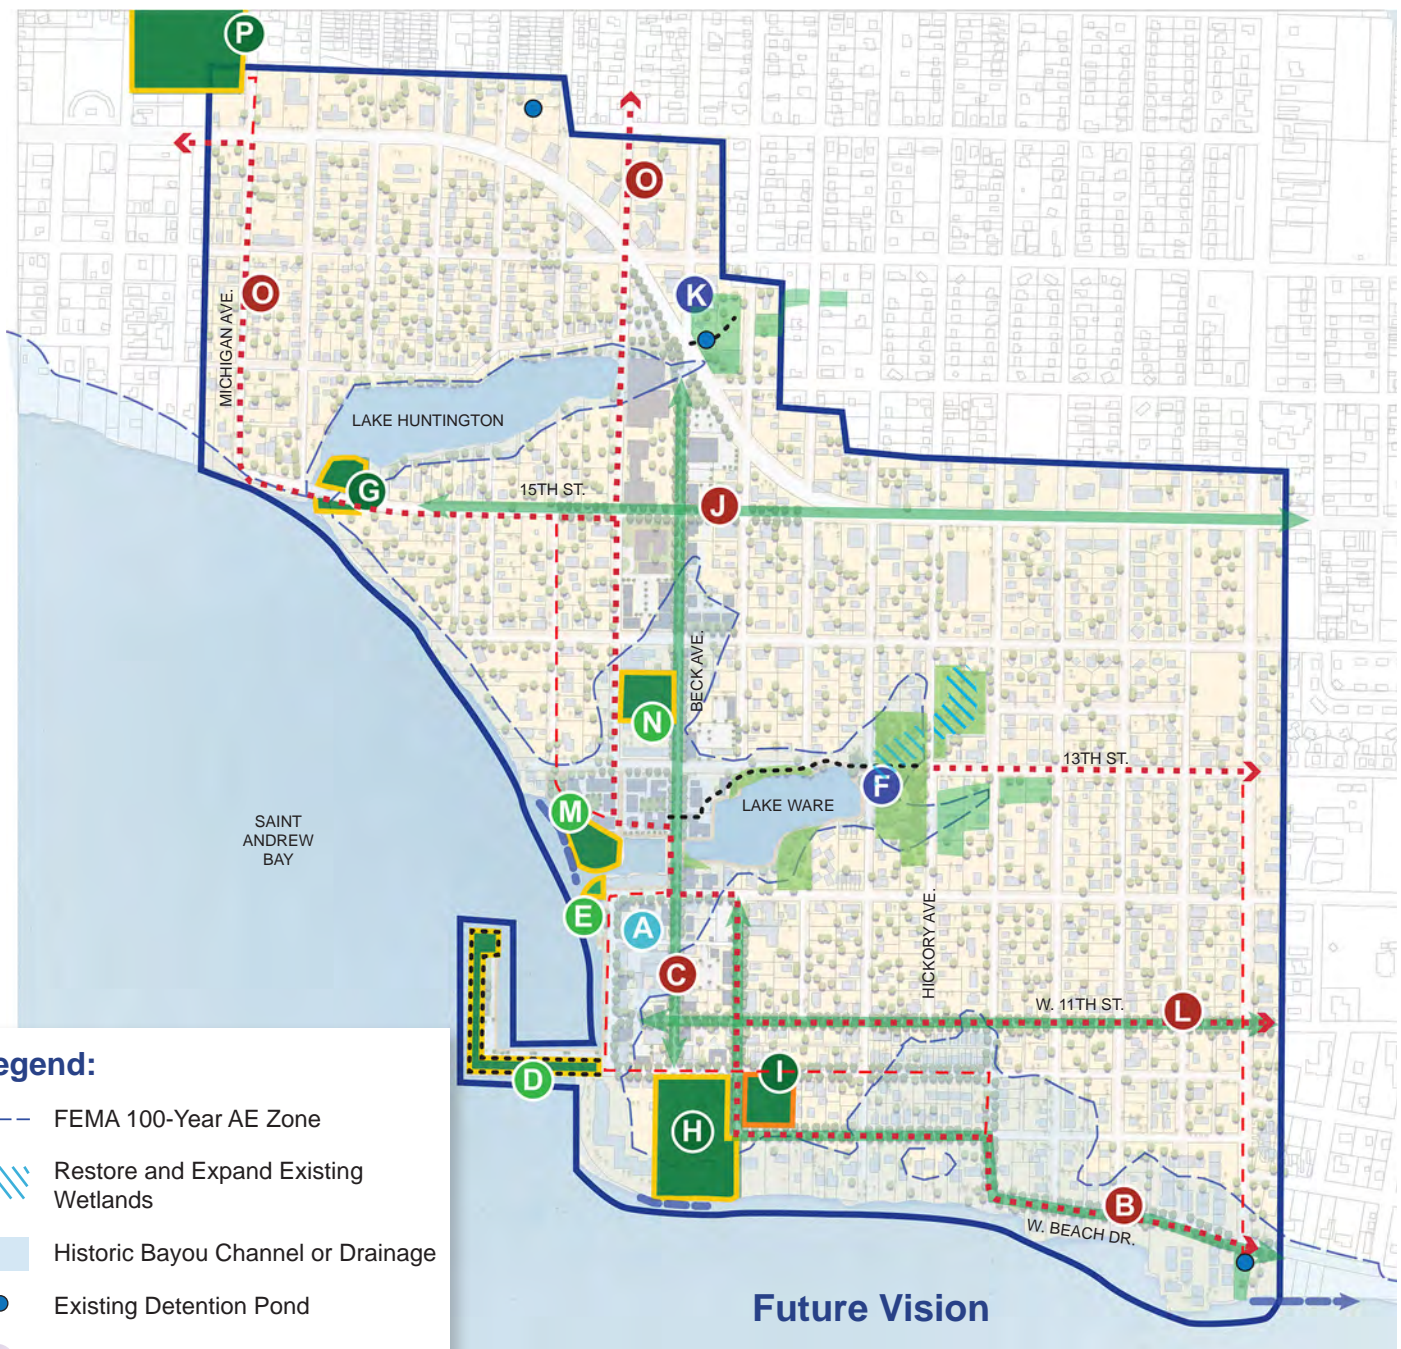 P
O
O
K
MICHIGAN AVE.
LAKE HUNTINGTON
G
15TH ST.
J
BECK AVE.
N
13TH ST.
F
M
LAKE WARE
SAINT
ANDREW
BAY
E
A
HICKORY AVE.
C
W. 11TH ST.
L
D
I
H
B
W. BEACH DR.
egend:
FEMA 100-Year AE Zone
Restore and Expand Existing
Wetlands
Historic Bayou Channel or Drainage
Existing Detention Pond
Future Vision